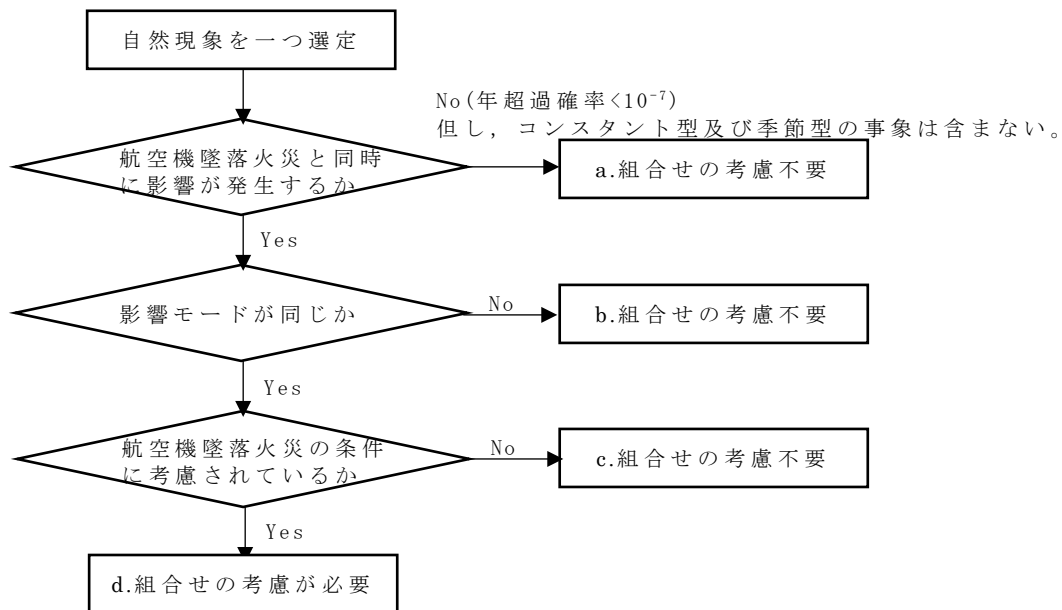 自然現象を一つ選定
No(年超過確率<10⁻⁷)
但し，コンスタント型及び季節型の事象は含まない。
航空機墜落火災と同時
に影響が発生するか
a.組合せの考慮不要
Yes
影響モードが同じか
No
b.組合せの考慮不要
Yes
航空機墜落火災の条件
に考慮されているか
No
c.組合せの考慮不要
Yes
d.組合せの考慮が必要